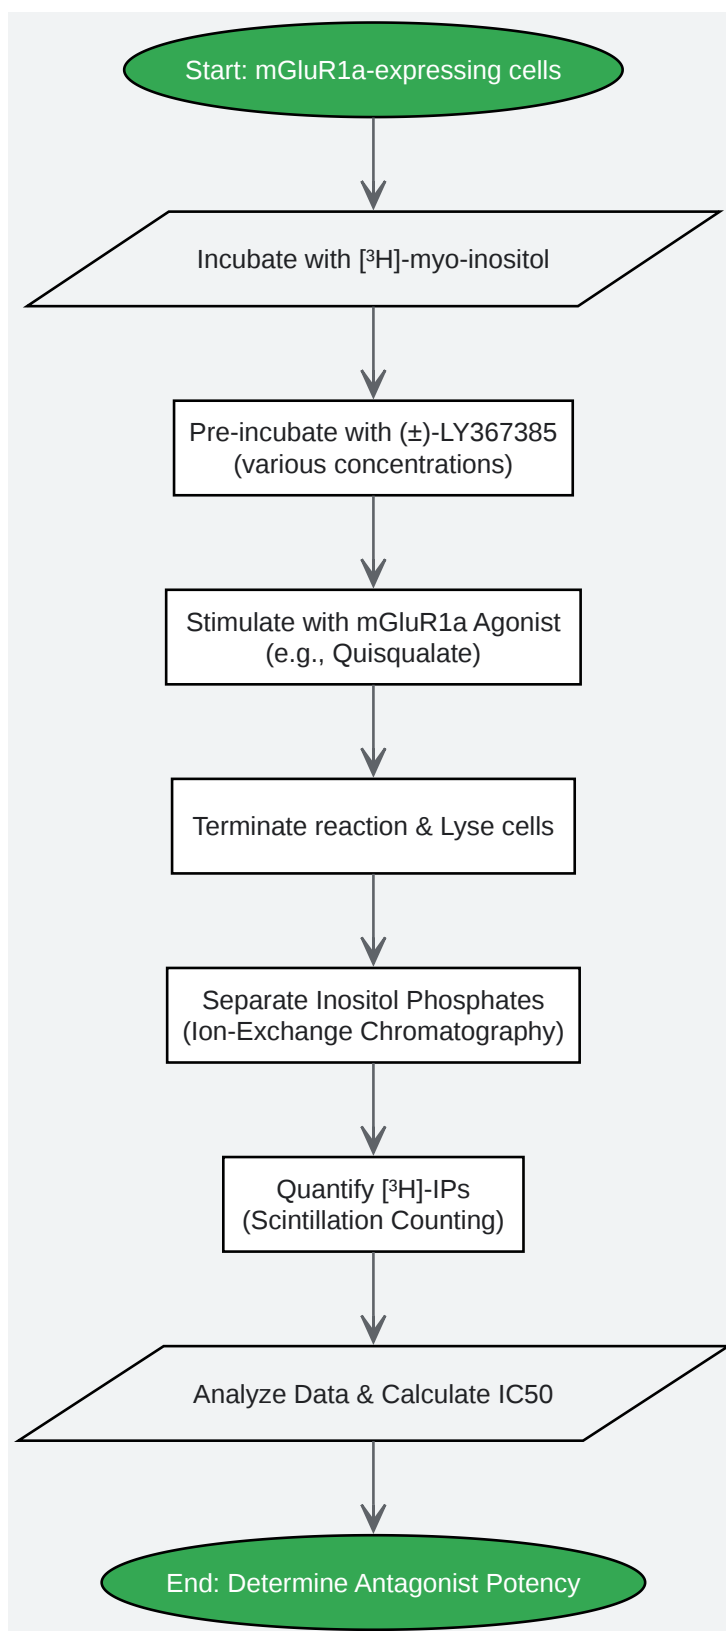 Start: mGluR1a-expressing cells
Incubate with [³H]-myo-inositol
Pre-incubate with (±)-LY367385
(various concentrations)
Stimulate with mGluR1a Agonist
(e.g., Quisqualate)
Terminate reaction & Lyse cells
Separate Inositol Phosphates
(Ion-Exchange Chromatography)
Quantify [³H]-IPs
(Scintillation Counting)
Analyze Data & Calculate IC50
End: Determine Antagonist Potency